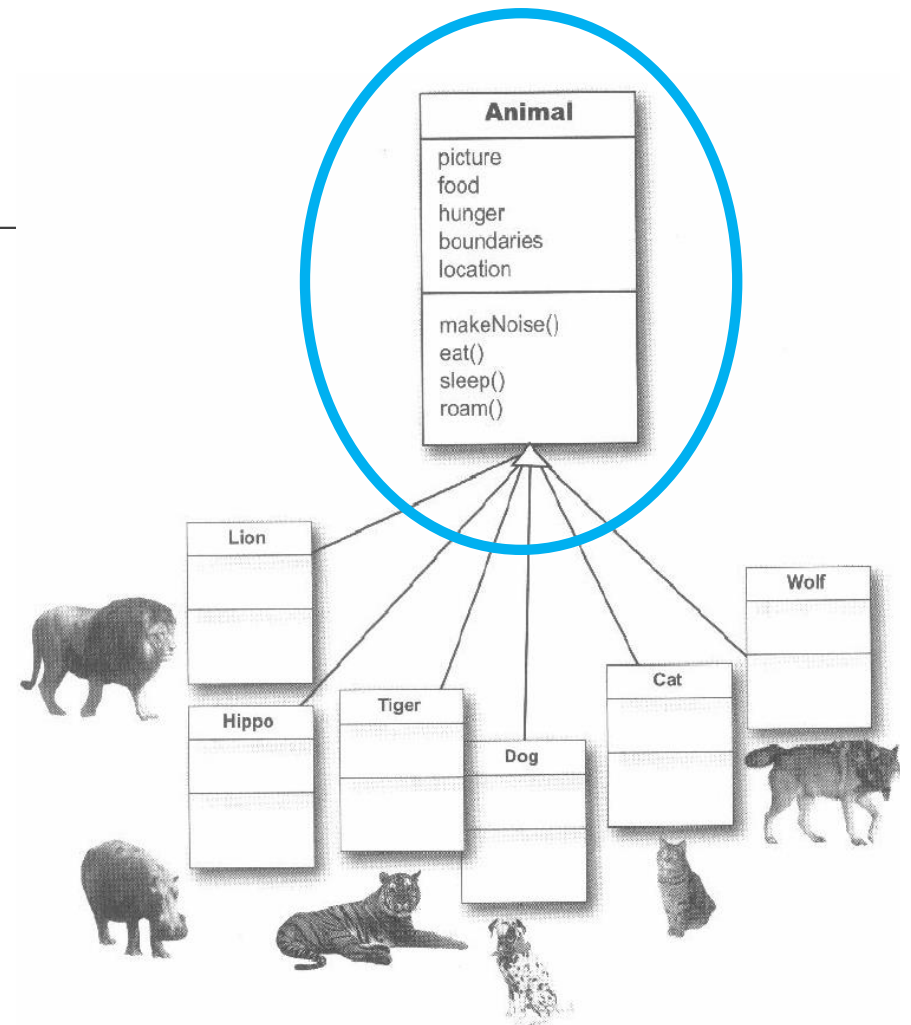 Animal
picture
food
hunger
boundaries
location
makeNoise()
eat()
sleep()
roam()
Lion
Wolf
Cat
Tiger
Hippo
Dog